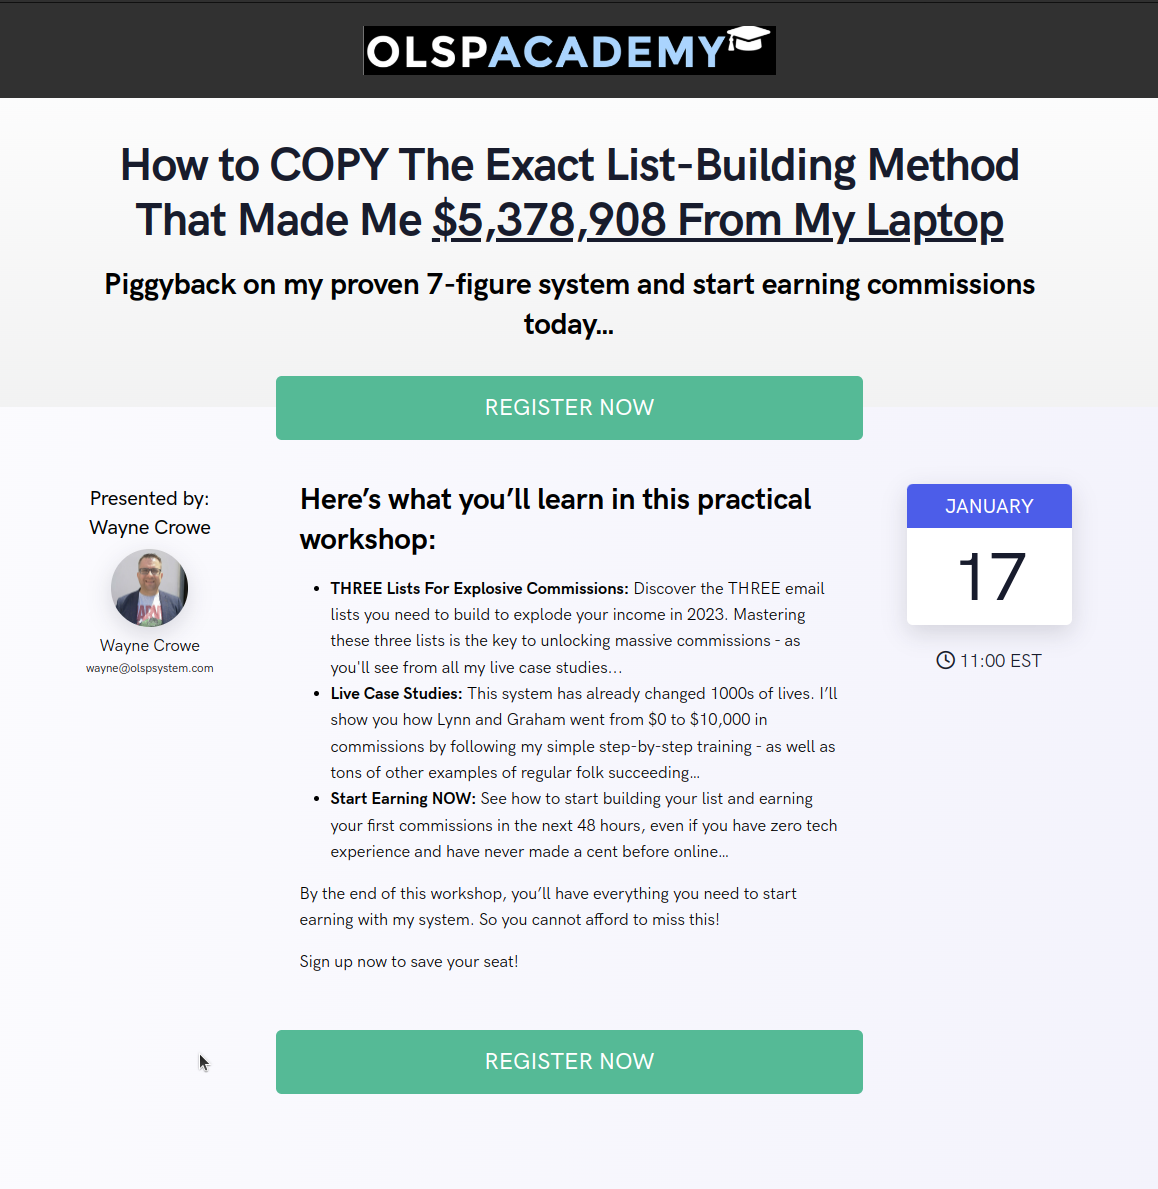 OLSPACADEMY
How to COPY The Exact List-Building Method
That Made Me $5,378,908 From My Laptop
Piggyback on my proven 7-figure system and start earning commissions
today...
REGISTER NOW
Presented by:
Wayne Crowe
Wayne Crowe
wayne@olspsystem.com
Here’s what you’ll learn in this practical
workshop:
• THREE Lists For Explosive Commissions: Discover the THREE email
lists you need to build to explode your income in 2023. Mastering
these three lists is the key to unlocking massive commissions - as
you'll see from all my live case studies...
• Live Case Studies: This system has already changed 1000s of lives. I’ll
show you how Lynn and Graham went from $0 to $10,000 in
commissions by following my simple step-by-step training - as well as
tons of other examples of regular folk succeeding...
• Start Earning NOW: See how to start building your list and earning
your first commissions in the next 48 hours, even if you have zero tech
experience and have never made a cent before online...
By the end of this workshop, you’ll have everything you need to start
earning with my system. So you cannot afford to miss this!
Sign up now to save your seat!
JANUARY
17
11:00 EST
REGISTER NOW